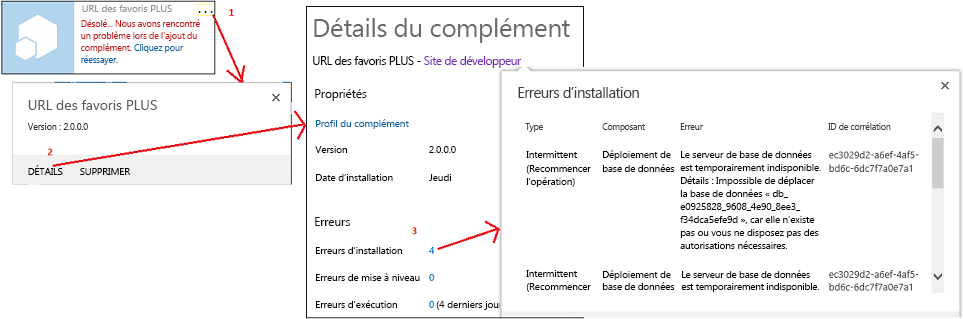 URL des favoris PLUS
...
1
Désolé... Nous avons rencontré
un problème lors de l'ajout du
complément. Cliquez pour
réessayer.
URL des favoris PLUS
Version : 2.0.0.0
2
DÉTAILS SUPPRIMER
Détails du complément
URL des favoris PLUS - Site de développeur
Propriétés
Profil du complément
Version 2.0.0.0
Date d'installation Jeudi
Erreurs
3
Erreurs d'installation 4
Erreurs de mise à niveau 0
Erreurs d'exécution 0 (4 derniers jour
Erreurs d'installation
Type Composant Erreur ID de corrélation
Intermittent
(Recommencer
l'opération)
Déploiement de
base de données
Le serveur de base de données
est temporairement indisponible.
Détails : Impossible de déplacer
la base de données « db_
e0925828_9608_4e90_8ee3_
f34dca5efe9d », car elle n'existe
pas ou vous ne disposez pas des
autorisations nécessaires.
ec3029d2-a6ef-4af5-
bd6c-6dc7f7a0e7a1
Intermittent
(Recommencer
Déploiement de
base de données
Le serveur de base de données
est temporairement indisponible.
ec3029d2-a6ef-4af5-
bd6c-6dc7f7a0e7a1